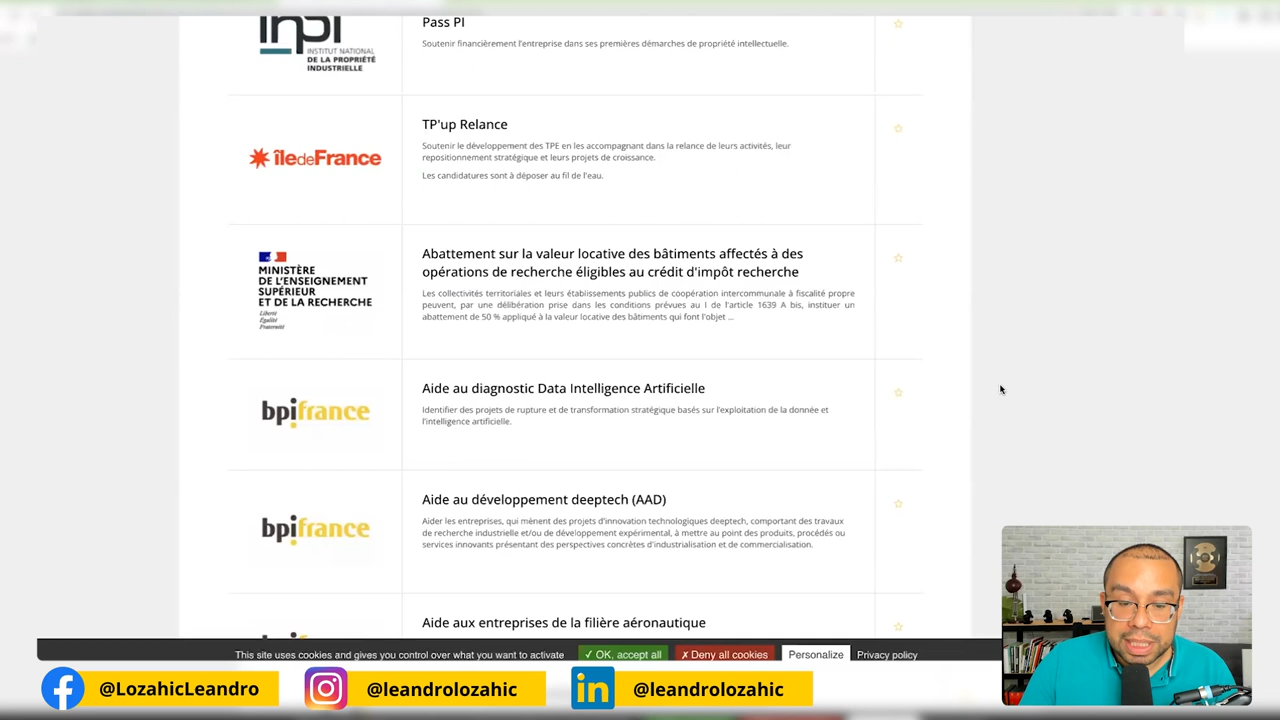 inpi
INSTITUT NATIONAL
DE LA PROPRIÉTÉ
INDUSTRIELLE
Pass PI
Soutenir financièrement l'entreprise dans ses premières démarches de propriété intellectuelle.
îledeFrance
TP'up Relance
Soutenir le développement des TPE en les accompagnant dans la relance de leurs activités, leur
repositionnement stratégique et leurs projets de croissance.
Les candidatures sont à déposer au fil de l'eau.
MINISTÈRE
DE L'ENSEIGNEMENT
SUPÉRIEUR
ET DE LA RECHERCHE
Liberté
Égalité
Fraternité
Abattement sur la valeur locative des bâtiments affectés à des
opérations de recherche éligibles au crédit d'impôt recherche
Les collectivités territoriales et leurs établissements publics de coopération intercommunale à fiscalité propre
peuvent, par une délibération prise dans les conditions prévues au I de l'article 1639 A bis, instituer un
abattement de 50 % appliqué à la valeur locative des bâtiments qui font l'objet ...
bpifrance
Aide au diagnostic Data Intelligence Artificielle
Identifier des projets de rupture et de transformation stratégique basés sur l'exploitation de la donnée et
l'intelligence artificielle.
bpifrance
Aide au développement deeptech (AAD)
Aider les entreprises, qui mènent des projets d'innovation technologiques deeptech, comportant des travaux
de recherche industrielle et/ou de développement expérimental, à mettre au point des produits, procédés ou
services innovants présentant des perspectives concrètes d'industrialisation et de commercialisation.
Aide aux entreprises de la filière aéronautique
This site uses cookies and gives you control over what you want to activate
✓ OK, accept all
✗ Deny all cookies
Personalize
Privacy policy
@LozahicLeandro
@leandrolozahic
in
@leandrolozahic